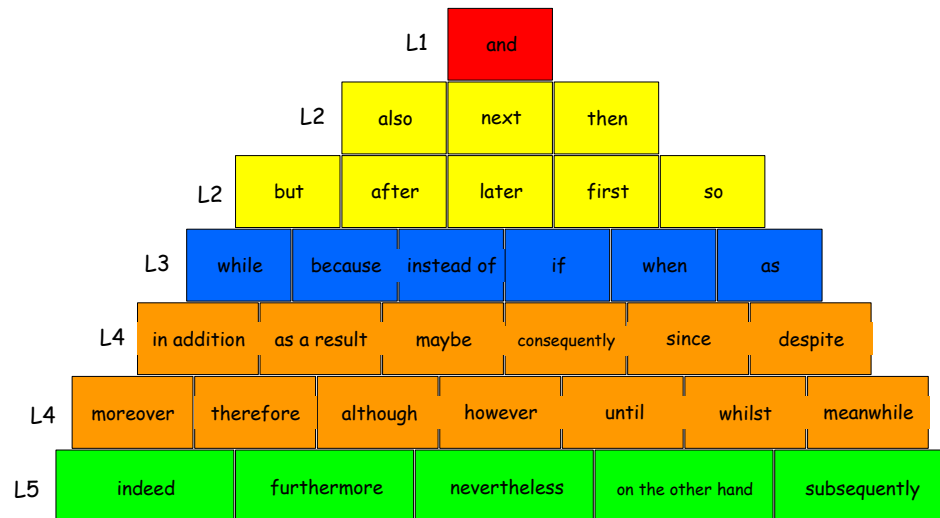 L1 and
L2 also next then
L2 but after later first so
L3 while because instead of if when as
L4 in addition as a result maybe consequently since despite
L4 moreover therefore although however until whilst meanwhile
L5 indeed furthermore nevertheless on the other hand subsequently